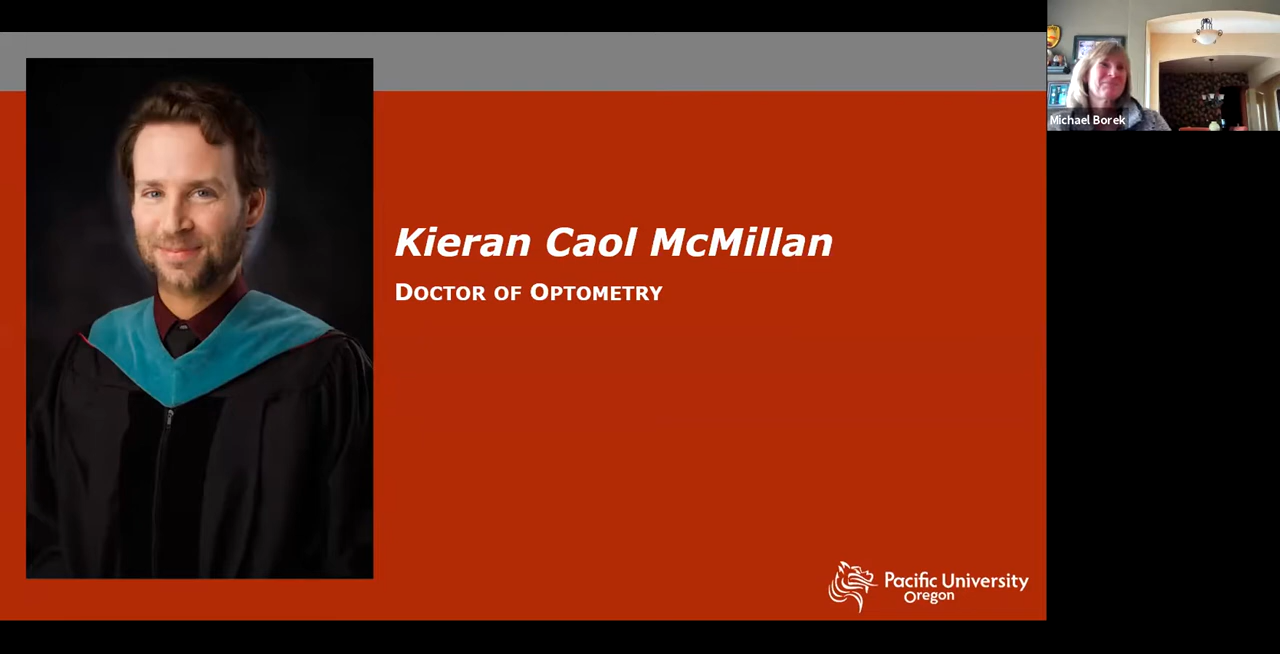 Michael Borek
Kieran Caol McMillan
DOCTOR OF OPTOMETRY
Pacific University
Oregon